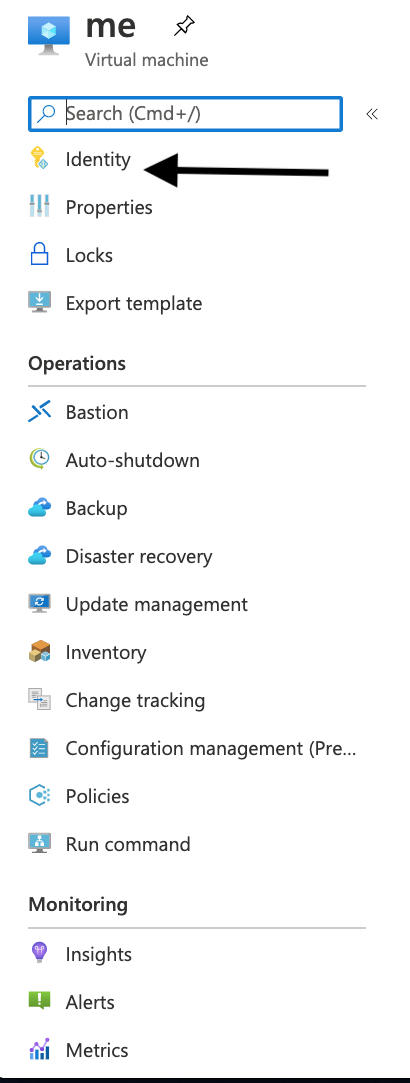 me
Virtual machine
Search (Cmd+/)
Identity
Properties
Locks
Export template
Operations
Bastion
Auto-shutdown
Backup
Disaster recovery
Update management
Inventory
Change tracking
Configuration management (Pre...
Policies
Run command
Monitoring
Insights
Alerts
Metrics